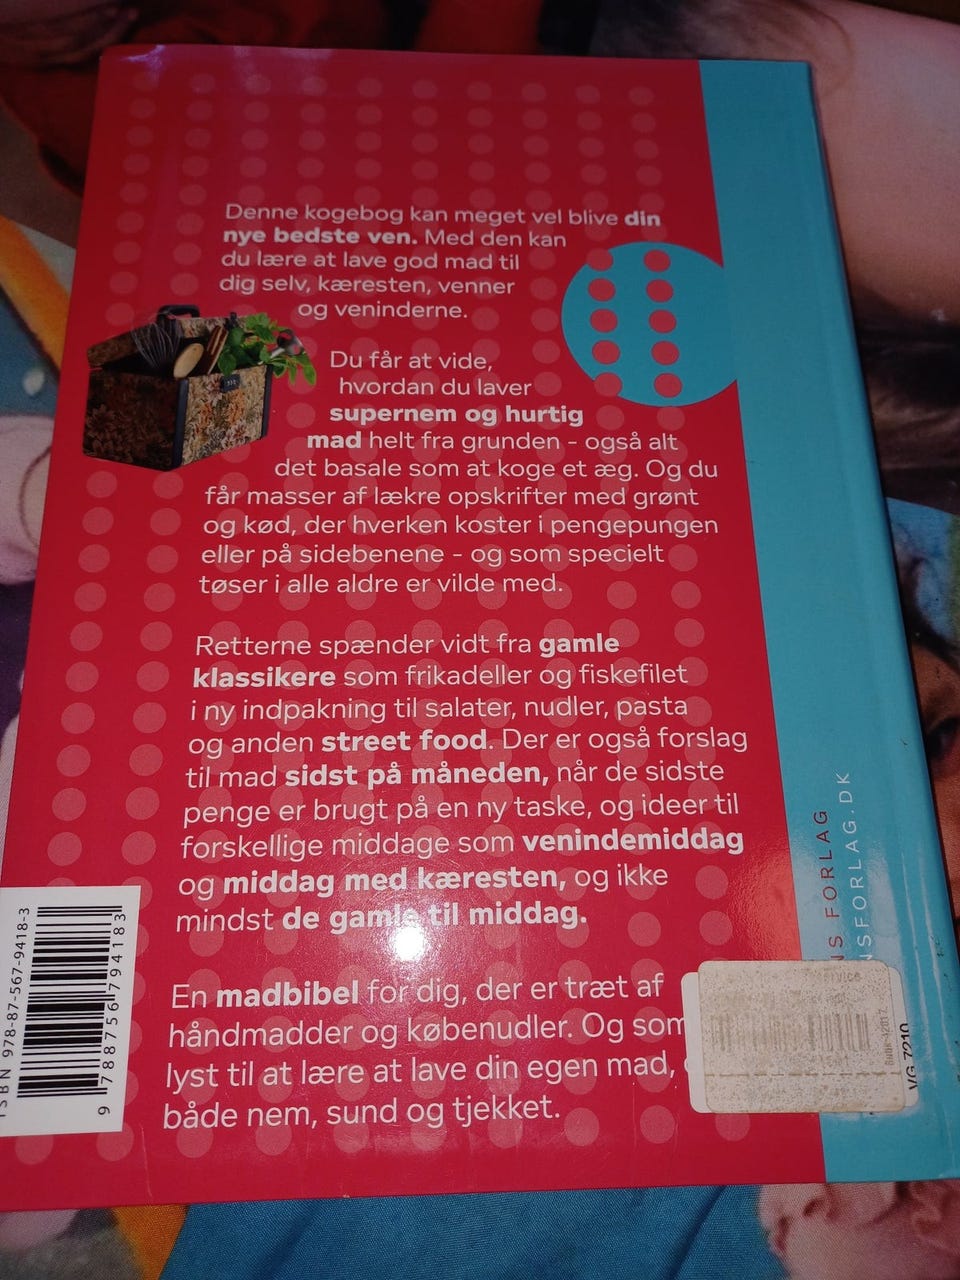 Denne kogebog kan meget vel blive din
nye bedste ven. Med den kan
du lære at lave god mad til
dig selv, kæresten, venner
og veninderne.
Du får at vide,
hvordan du laver
supernem og hurtig
mad helt fra grunden - også alt
det basale som at koge et æg. Og du
får masser af lækre opskrifter med grønt
og kød, der hverken koster i pengepungen
eller på sidebenene - og som specielt
tøser i alle aldre er vilde med.
Retterne spænder vidt fra gamle
klassikere som frikadeller og fiskefilet
i ny indpakning til salater, nudler, pasta
og anden street food. Der er også forslag
til mad sidst på måneden, når de sidste
penge er brugt på en ny taske, og ideer til
forskellige middage som venindemiddag
og middag med kæresten, og ikke
mindst de gamle til middag.
En madbibel for dig, der er træt af
håndmadder og købenudler. Og som
lyst til at lære at lave din egen mad,
både nem, sund og tjekket.
ISBN 978-87-567-9418-3
9 788756 794183
NS FORLAG
NSFORLAG.DK
service
VG 7210